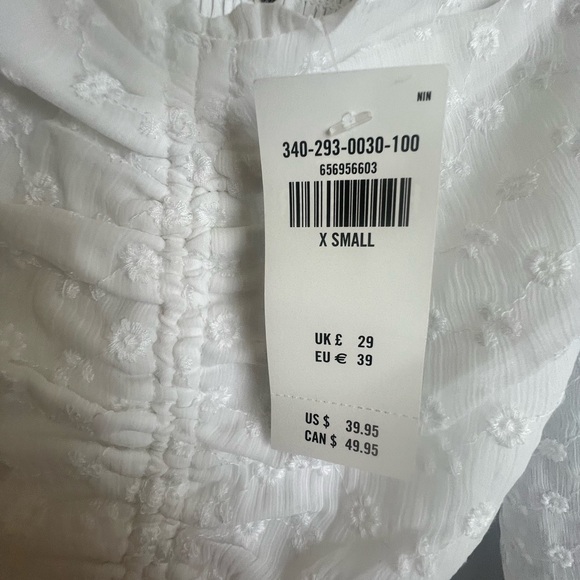 NIN
340-293-0030-100
656956603
X SMALL
UK £ 29
EU € 39
US $ 39.95
CAN $ 49.95